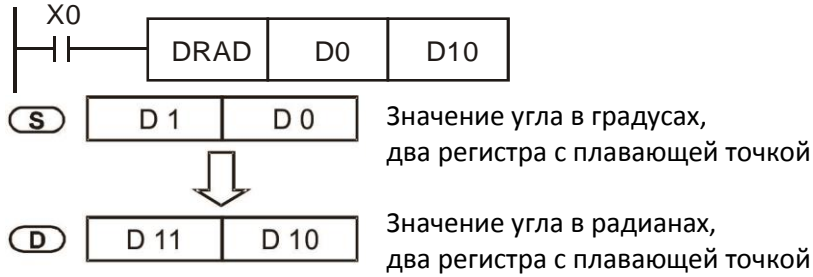 X0
DRAD D0 D10
S D 1 D 0 Значение угла в градусах,
два регистра с плавающей точкой
D D 11 D 10 Значение угла в радианах,
два регистра с плавающей точкой